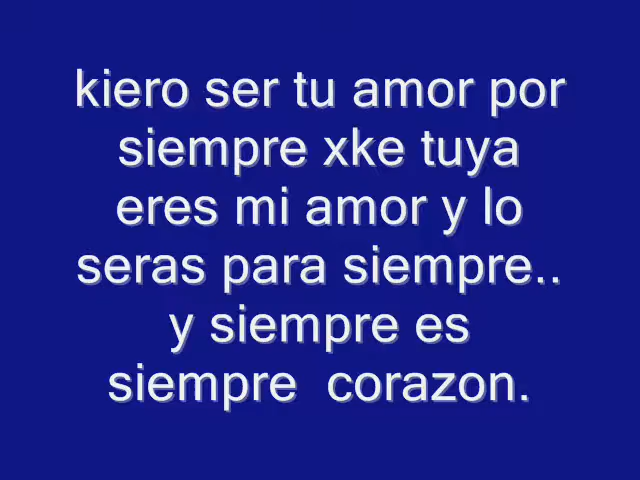 kiero ser tu amor por
siempre xke tuya
eres mi amor y lo
seras para siempre..
y siempre es
siempre  corazon.